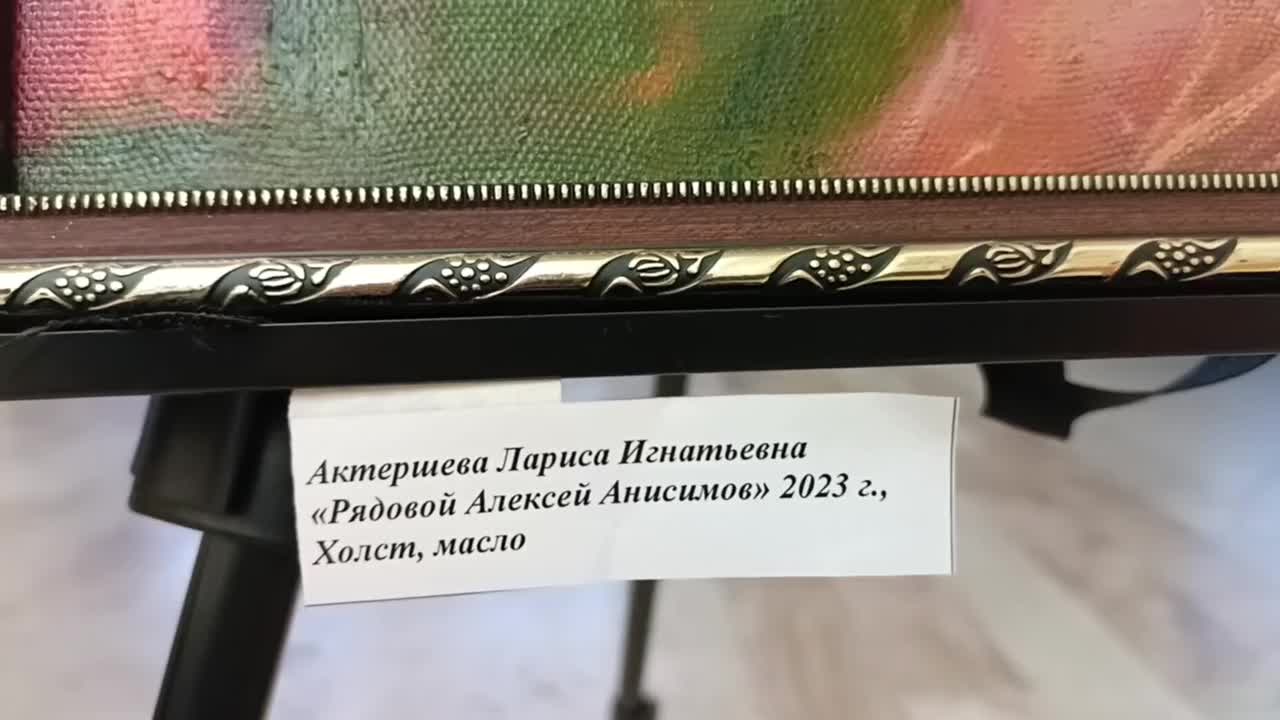 Актершева Лариса Игнатьевна
«Рядовой Алексей Анисимов» 2023 г.,
Холст, масло